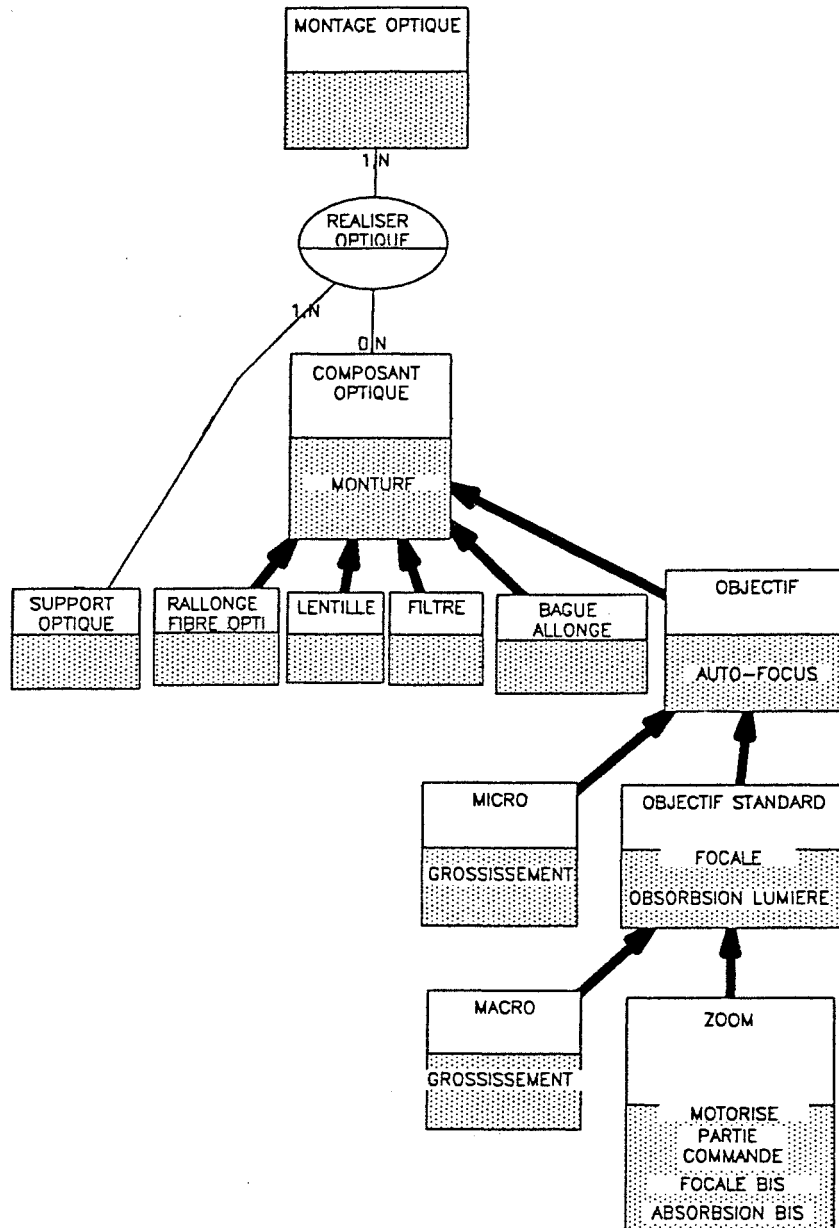 MONTAGE OPTIQUE
1,N
REALISER
OPTIQUE
1,N
0,N
COMPOSANT
OPTIQUE
MONTURE
SUPPORT
OPTIQUE
RALLONGE
FIBRE OPTI
LENTILLE
FILTRE
BAGUE
ALLONGE
OBJECTIF
AUTO-FOCUS
MICRO
GROSSISSEMENT
OBJECTIF STANDARD
FOCALE
OBSORBSION LUMIERE
MACRO
GROSSISSEMENT
ZOOM
MOTORISE
PARTIE
COMMANDE
FOCALE BIS
ABSORBSION BIS